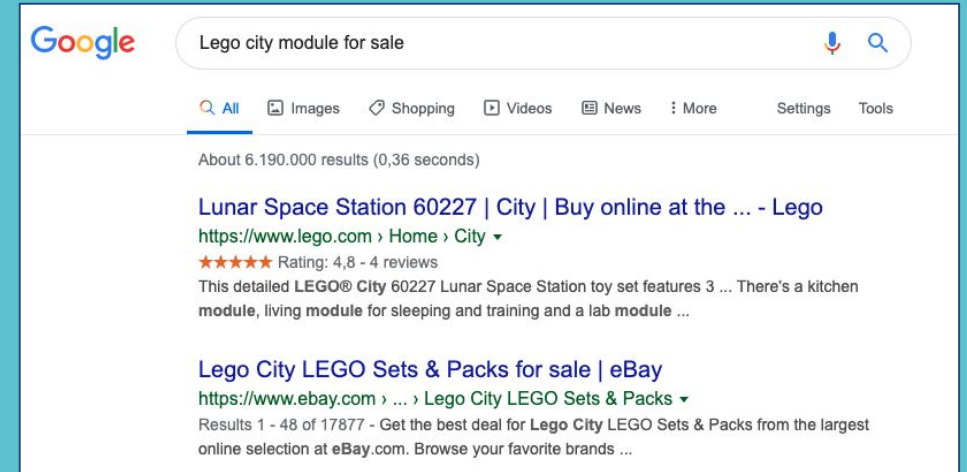 Google
Lego city module for sale
All Images Shopping Videos News More Settings Tools
About 6.190.000 results (0,36 seconds)
Lunar Space Station 60227 | City | Buy online at the ... - Lego
https://www.lego.com › Home › City
Rating: 4,8 - 4 reviews
This detailed LEGO® City 60227 Lunar Space Station toy set features 3 ... There's a kitchen
module, living module for sleeping and training and a lab module ...
Lego City LEGO Sets & Packs for sale | eBay
https://www.ebay.com › ... › Lego City LEGO Sets & Packs
Results 1 - 48 of 17877 - Get the best deal for Lego City LEGO Sets & Packs from the largest
online selection at eBay.com. Browse your favorite brands ...